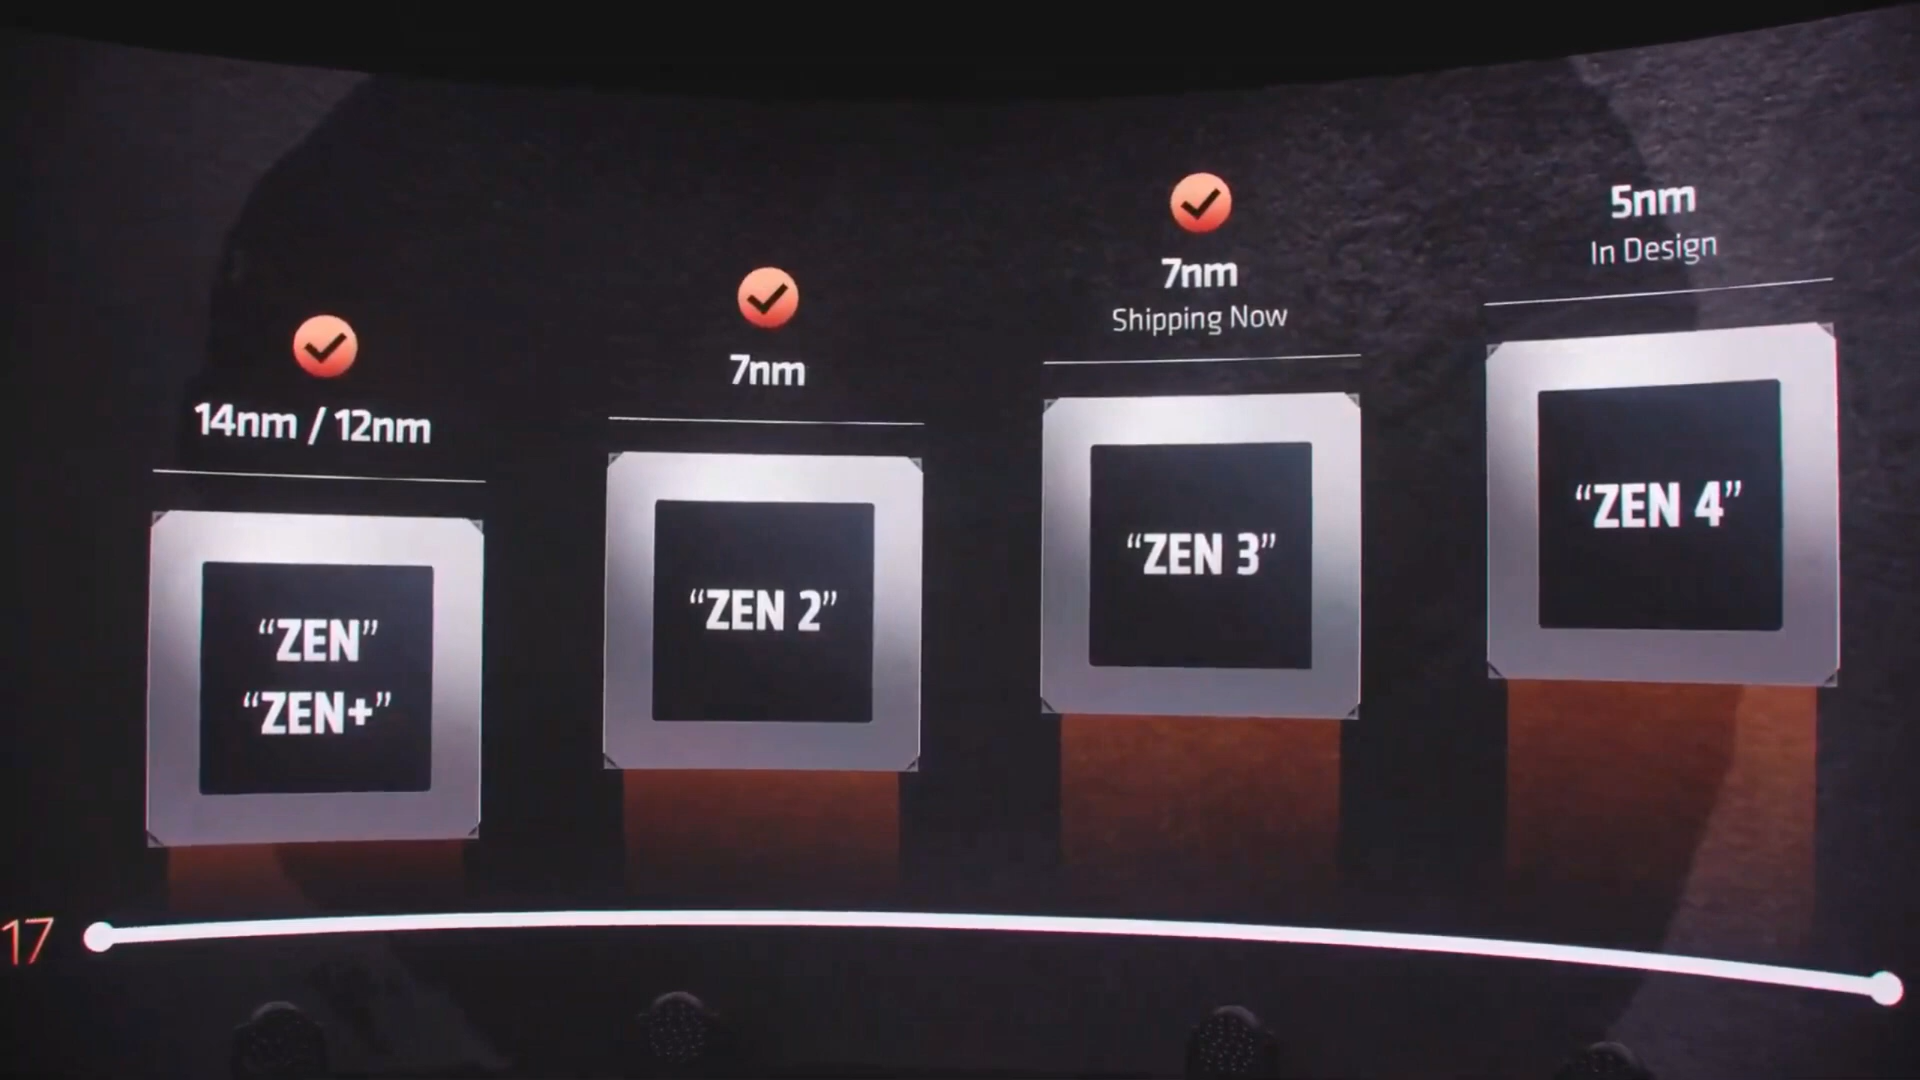 14nm / 12nm
“ZEN”
“ZEN+”
7nm
“ZEN 2”
7nm
Shipping Now
“ZEN 3”
5nm
In Design
“ZEN 4”
17